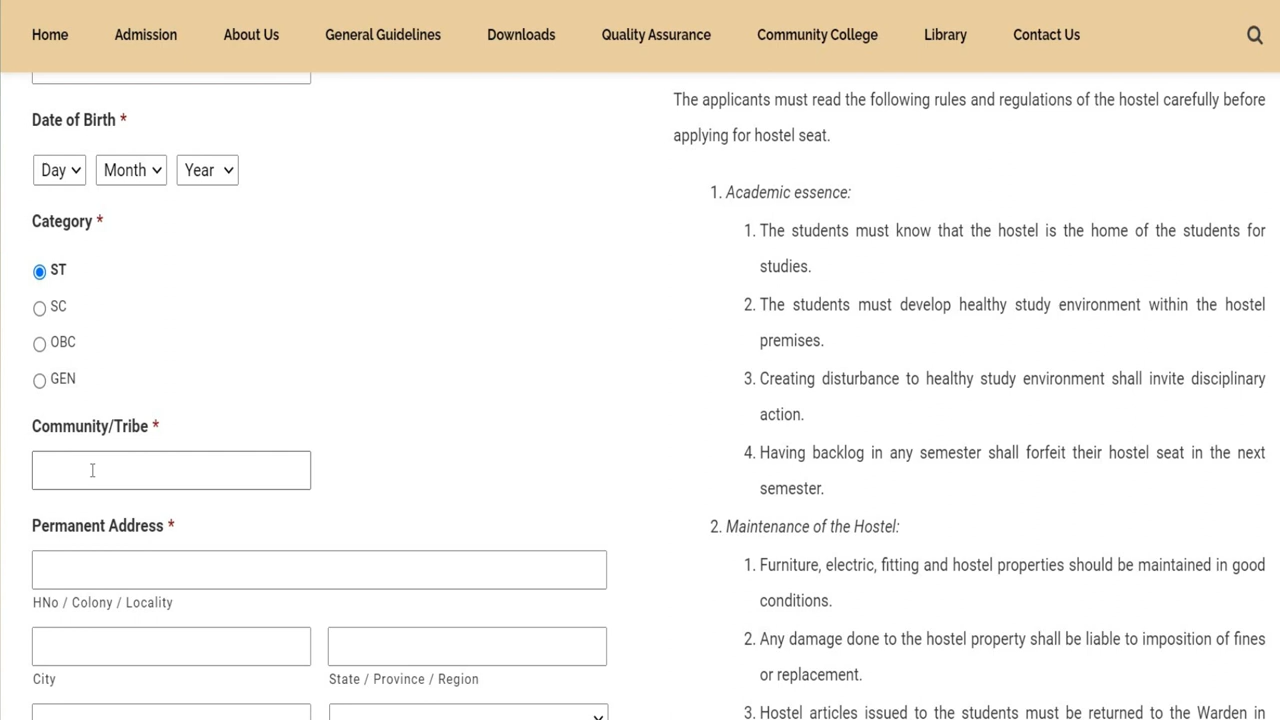 Home Admission About Us General Guidelines Downloads Quality Assurance Community College Library Contact Us
Date of Birth *
Day Month Year
Category *
ST
SC
OBC
GEN
Community/Tribe *
Permanent Address *
HNo / Colony / Locality
City State / Province / Region
The applicants must read the following rules and regulations of the hostel carefully before
applying for hostel seat.
1. Academic essence:
1. The students must know that the hostel is the home of the students for
studies.
2. The students must develop healthy study environment within the hostel
premises.
3. Creating disturbance to healthy study environment shall invite disciplinary
action.
4. Having backlog in any semester shall forfeit their hostel seat in the next
semester.
2. Maintenance of the Hostel:
1. Furniture, electric, fitting and hostel properties should be maintained in good
conditions.
2. Any damage done to the hostel property shall be liable to imposition of fines
or replacement.
3. Hostel articles issued to the students must be returned to the Warden in